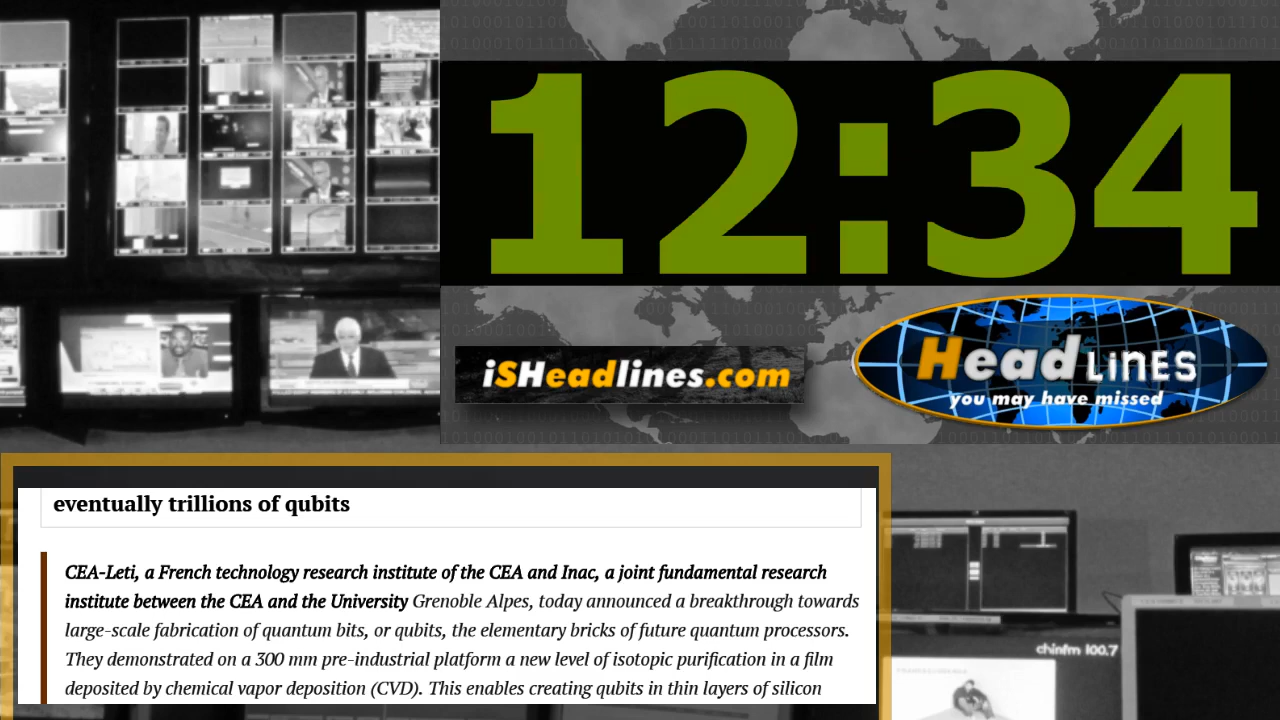 12:34
iSHeadlines.com
HeadLINES
you may have missed
eventually trillions of qubits
CEA-Leti, a French technology research institute of the CEA and Inac, a joint fundamental research
institute between the CEA and the University Grenoble Alpes, today announced a breakthrough towards
large-scale fabrication of quantum bits, or qubits, the elementary bricks of future quantum processors.
They demonstrated on a 300 mm pre-industrial platform a new level of isotopic purification in a film
deposited by chemical vapor deposition (CVD). This enables creating qubits in thin layers of silicon
chinfm 100.7